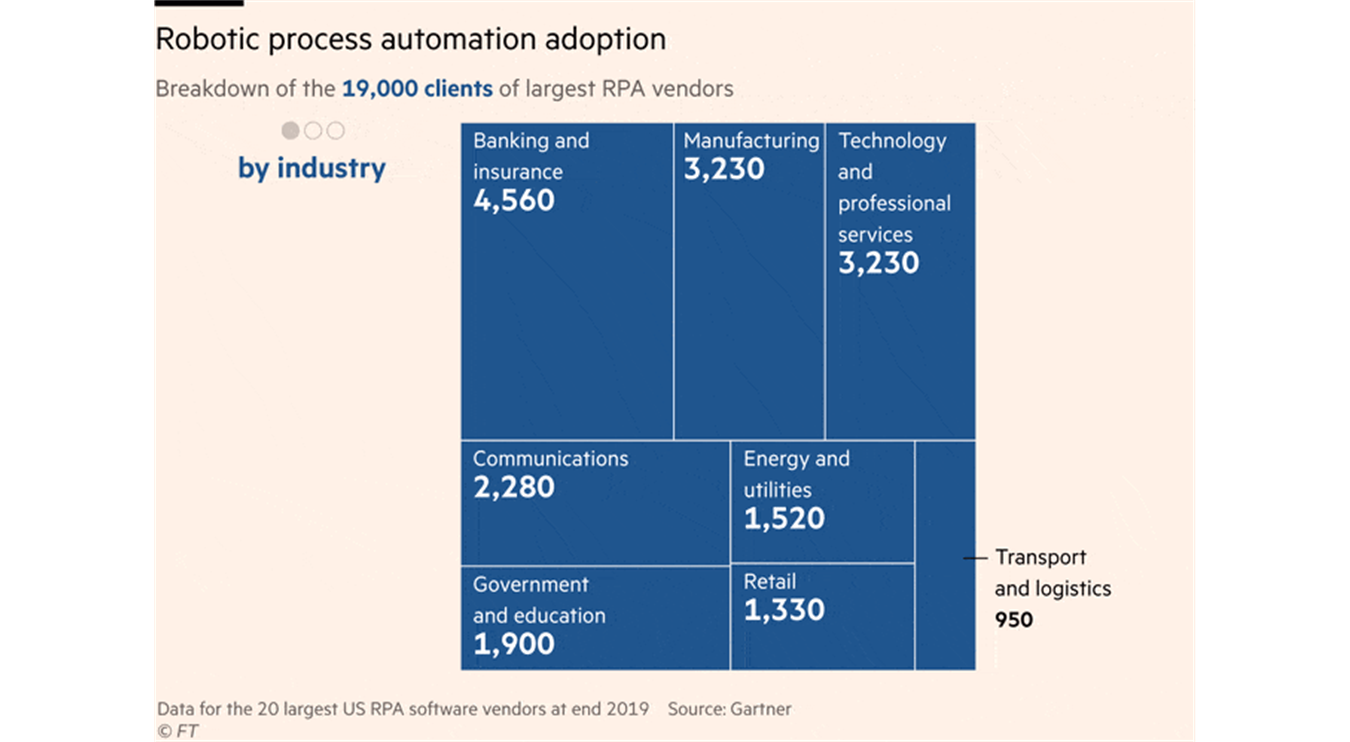 Robotic process automation adoption
Breakdown of the 19,000 clients of largest RPA vendors
by industry
Banking and
insurance
4,560
Manufacturing
3,230
Technology
and
professional
services
3,230
Communications
2,280
Energy and
utilities
1,520
Government
and education
1,900
Retail
1,330
Transport
and logistics
950
Data for the 20 largest US RPA software vendors at end 2019 Source: Gartner
© FT